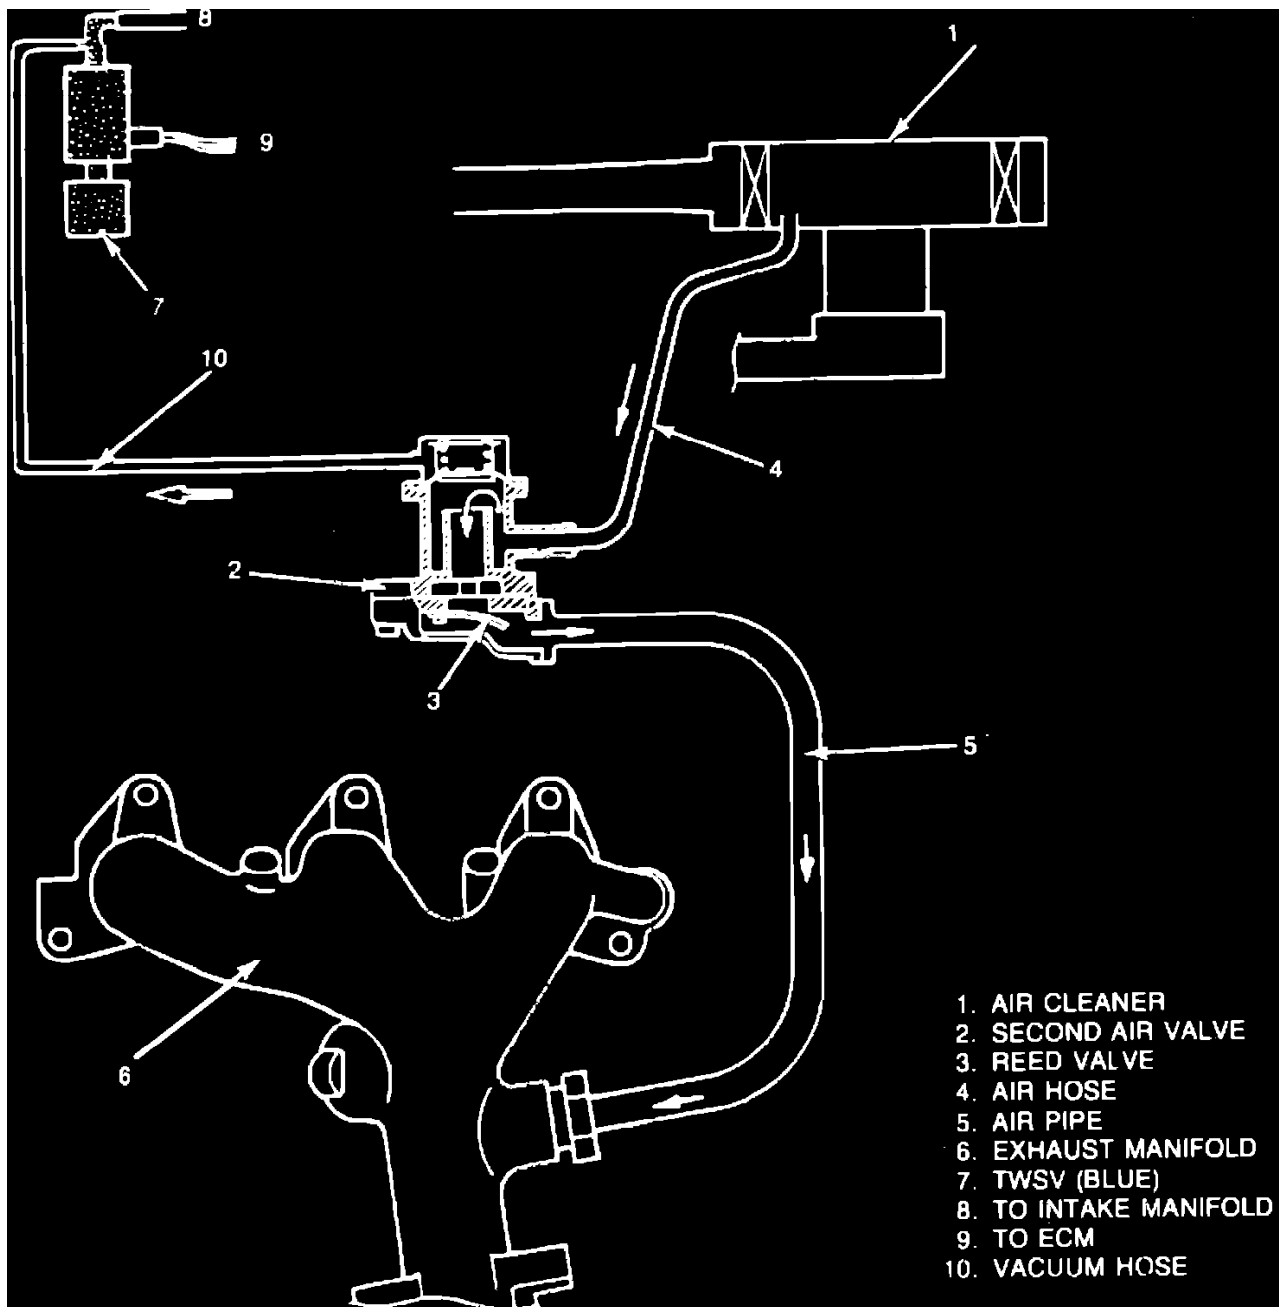 8
1
9
7
10
4
2
3
5
6
1. AIR CLEANER
2. SECOND AIR VALVE
3. REED VALVE
4. AIR HOSE
5. AIR PIPE
6. EXHAUST MANIFOLD
7. TWSV (BLUE)
8. TO INTAKE MANIFOLD
9. TO ECM
10. VACUUM HOSE